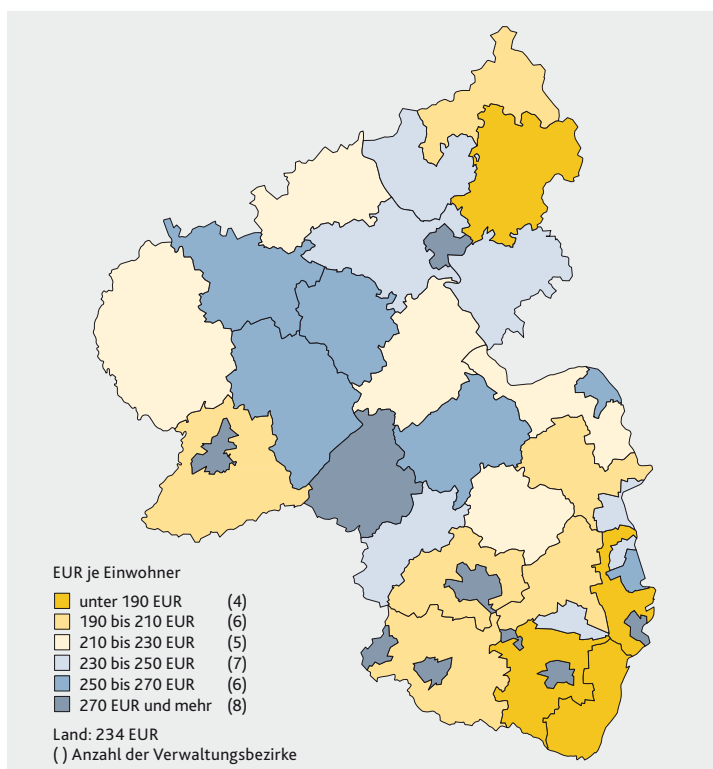 EUR je Einwohner
unter 190 EUR (4)
190 bis 210 EUR (6)
210 bis 230 EUR (5)
230 bis 250 EUR (7)
250 bis 270 EUR (6)
270 EUR und mehr (8)
Land: 234 EUR
( ) Anzahl der Verwaltungsbezirke